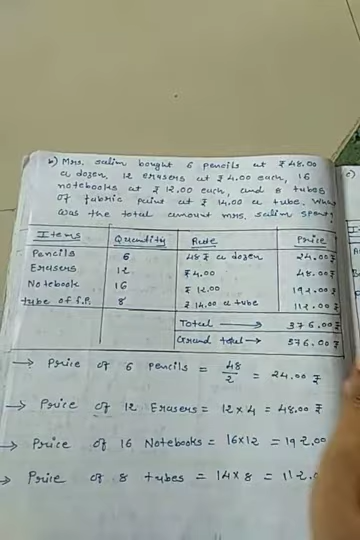 b) Mrs. salim bought 6 pencils at ₹48.00
a dozen, 12 erasers at ₹4.00 each, 16
notebooks at ₹12.00 each, and 8 tubes
of fabric paint at ₹14.00 a tube. What
was the total amount mrs. salim spent?
Items Quantity Rate Price
Pencils 6 48₹ a dozen 24.00₹
Erasers 12 ₹4.00 48.00₹
Notebook 16 ₹12.00 192.00₹
tube of f.P. 8 ₹14.00 a tube 112.00₹
Total → 376.00₹
Grand total → 376.00₹
→ Price of 6 pencils = 48/2 = 24.00 ₹
→ Price of 12 Erasers = 12×4 = 48.00 ₹
→ Price of 16 Notebooks = 16×12 = 192.00
→ Price of 8 tubes = 14×8 = 112.0
c)